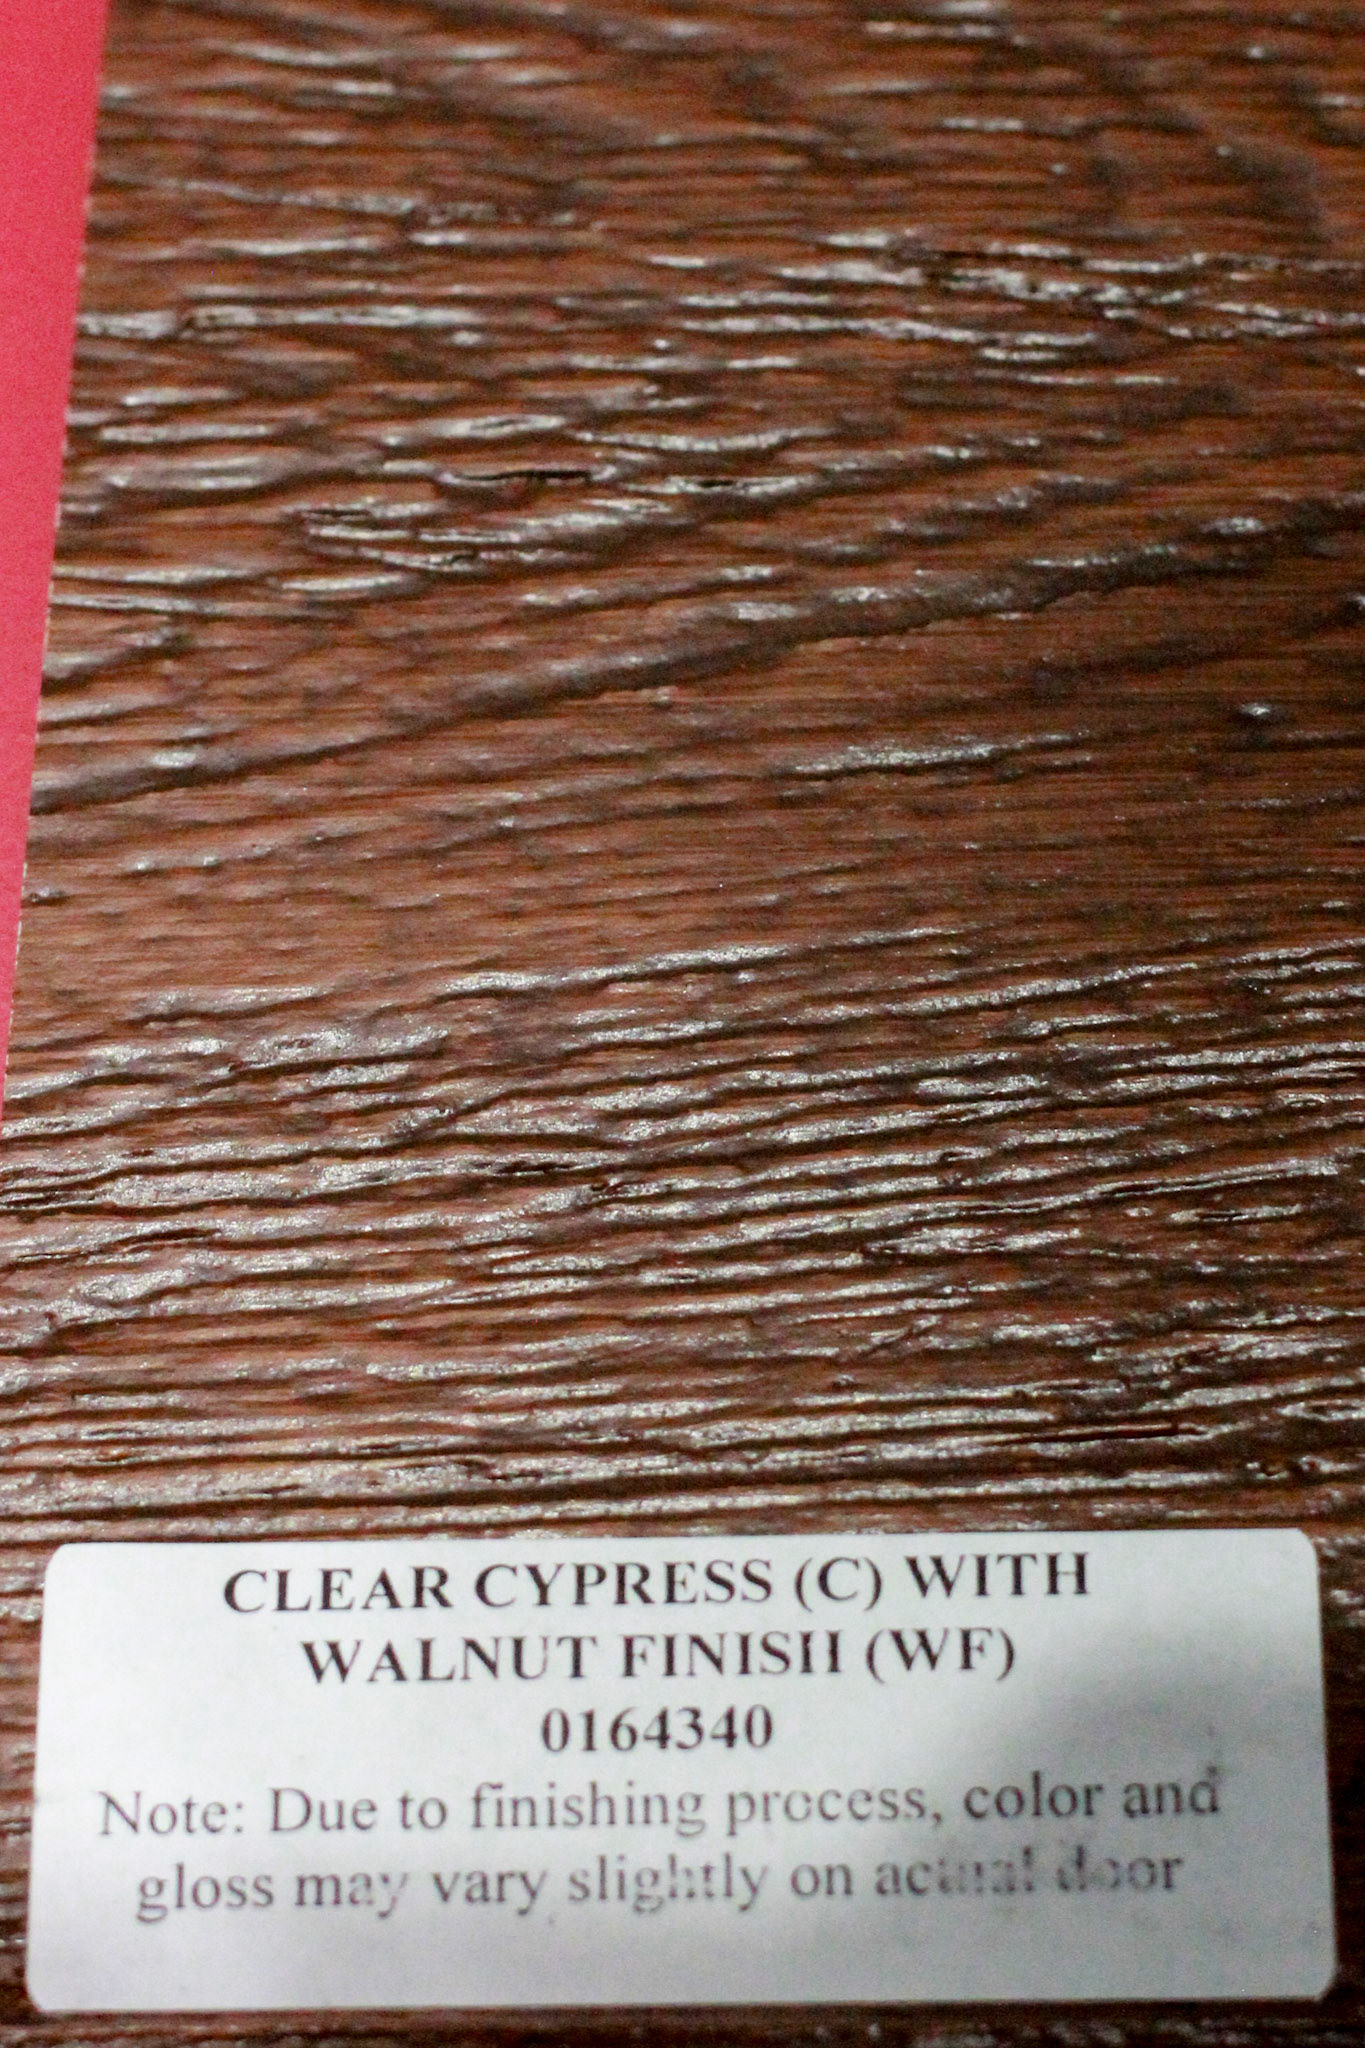 CLEAR CYPRESS (C) WITH
WALNUT FINISH (WF)
0164340
Note: Due to finishing process, color and
gloss may vary slightly on actual door